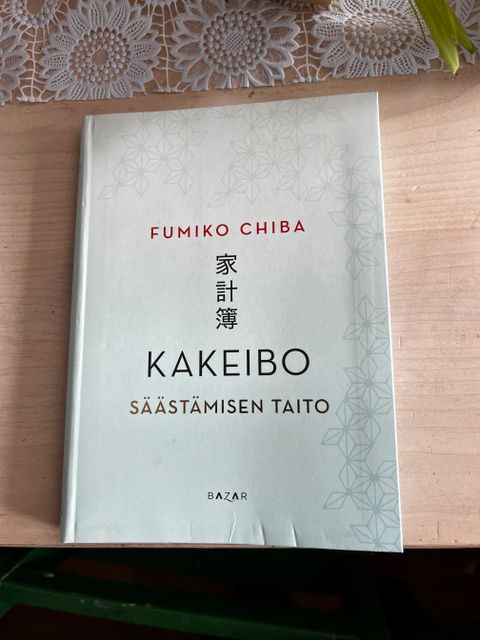 FUMIKO CHIBA
家計簿
KAKEIBO
SÄÄSTÄMISEN TAITO
BAZAR